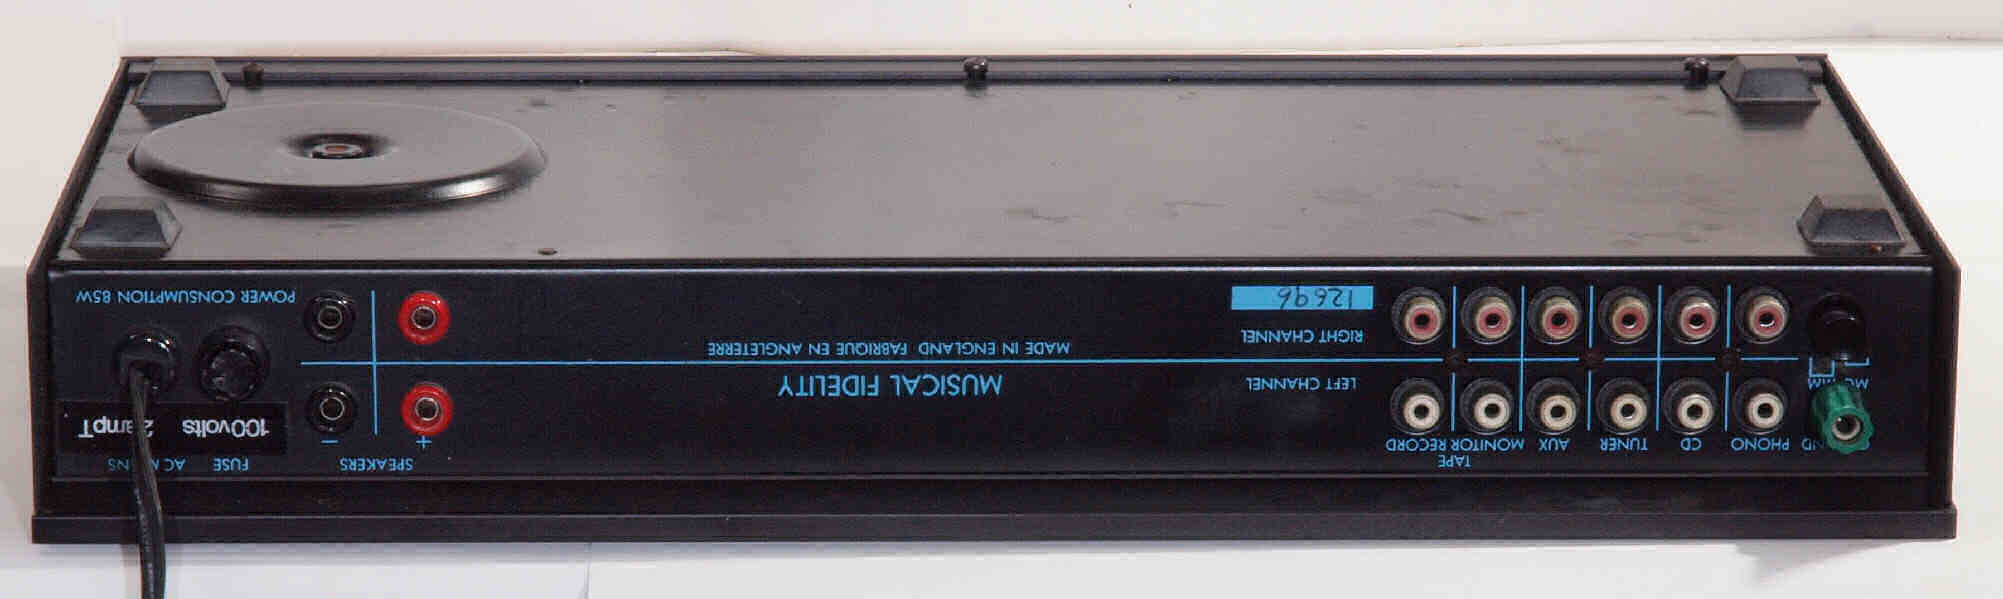 TAPE
PHONO CD TUNER AUX MONITOR RECORD
SPEAKERS
+ −
FUSE AC
100volts
MUSICAL FIDELITY
MADE IN ENGLAND FABRIQUE EN ANGLETERRE
LEFT CHANNEL
RIGHT CHANNEL
12696
POWER CONSUMPTION 85W